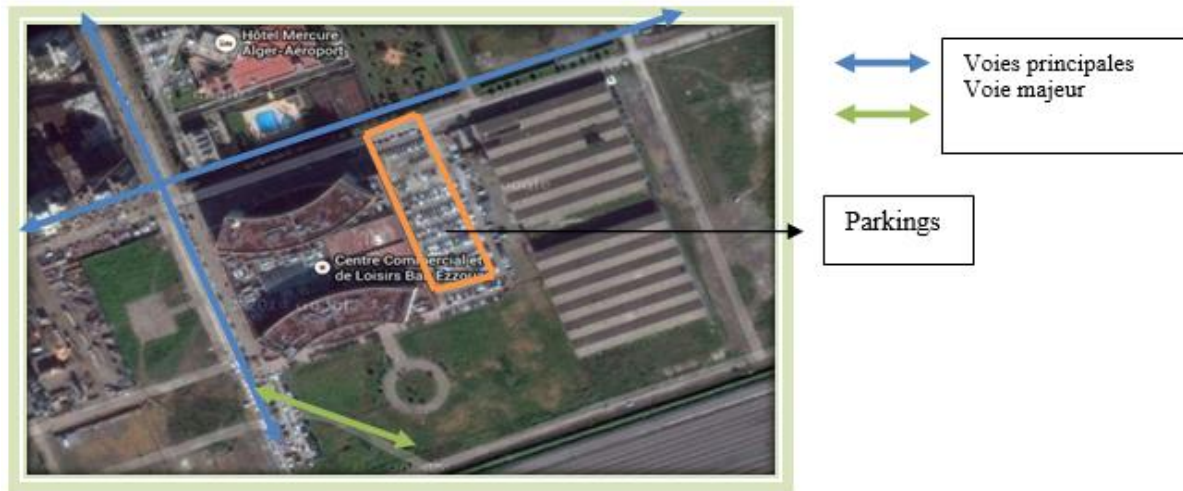 Hôtel Mercure
Alger-Aéroport
Centre Commercial et
de Loisirs Bab Ezzouar
Voies principales
Voie majeur
Parkings